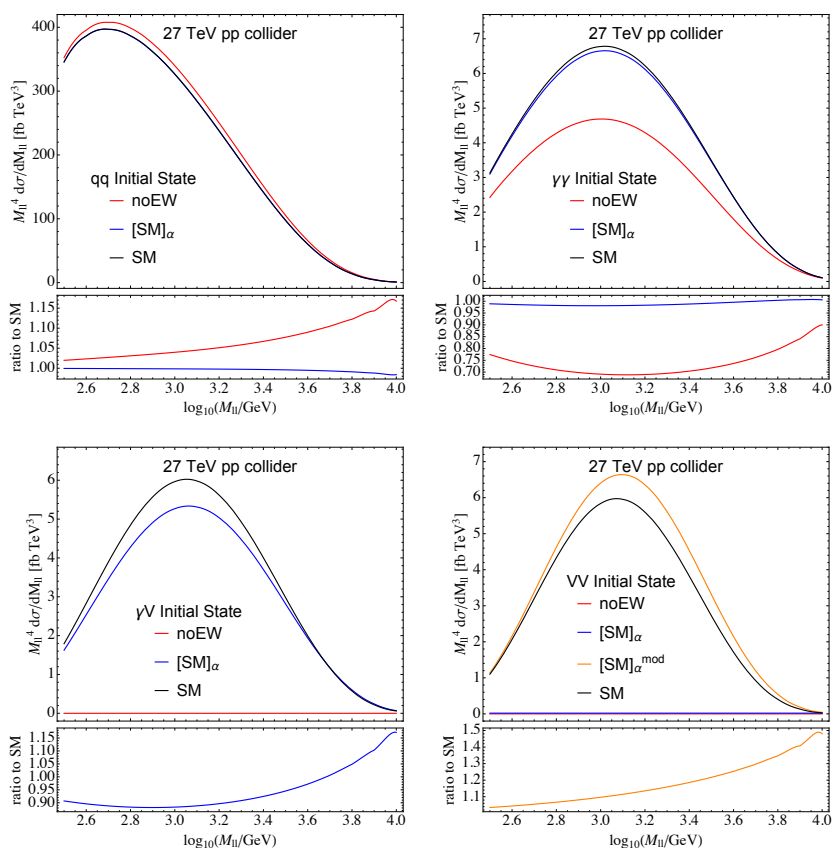 27 TeV pp collider
M_ll^4 dσ/dM_ll [fb TeV^3]
400
300
200
100
0
qq Initial State
noEW
[SM]_α
SM
ratio to SM
1.15
1.10
1.05
1.00
2.6 2.8 3.0 3.2 3.4 3.6 3.8 4.0
log_10(M_ll/GeV)
27 TeV pp collider
M_ll^4 dσ/dM_ll [fb TeV^3]
7
6
5
4
3
2
1
0
γγ Initial State
noEW
[SM]_α
SM
ratio to SM
1.00
0.95
0.90
0.85
0.80
0.75
0.70
2.6 2.8 3.0 3.2 3.4 3.6 3.8 4.0
log_10(M_ll/GeV)
27 TeV pp collider
M_ll^4 dσ/dM_ll [fb TeV^3]
6
5
4
3
2
1
0
γV Initial State
noEW
[SM]_α
SM
ratio to SM
1.15
1.10
1.05
1.00
0.95
0.90
2.6 2.8 3.0 3.2 3.4 3.6 3.8 4.0
log_10(M_ll/GeV)
27 TeV pp collider
M_ll^4 dσ/dM_ll [fb TeV^3]
7
6
5
4
3
2
1
0
VV Initial State
noEW
[SM]_α
[SM]_α^mod
SM
ratio to SM
1.5
1.4
1.3
1.2
1.1
2.6 2.8 3.0 3.2 3.4 3.6 3.8 4.0
log_10(M_ll/GeV)